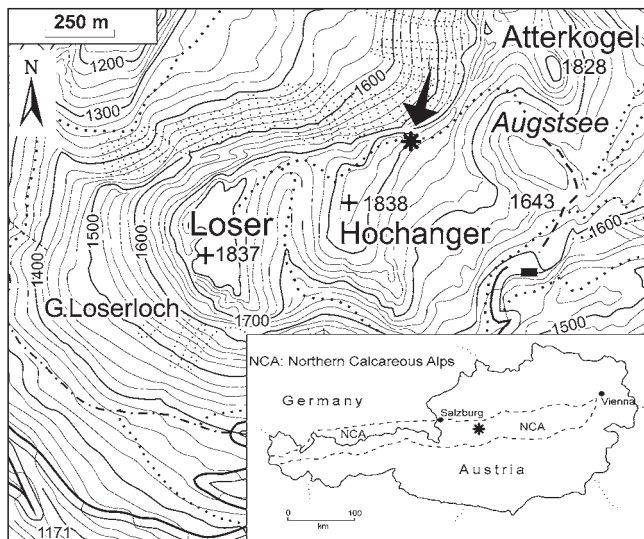 250 m
N
1200
1300
1600
Atterkogel
1828
Augstsee
1400
1500
1600
Loser
1837
1838
Hochanger
1643
1600
G.Loserloch
1700
1500
1171
NCA: Northern Calcareous Alps
Germany
Salzburg
Vienna
NCA
NCA
Austria
0 100
km